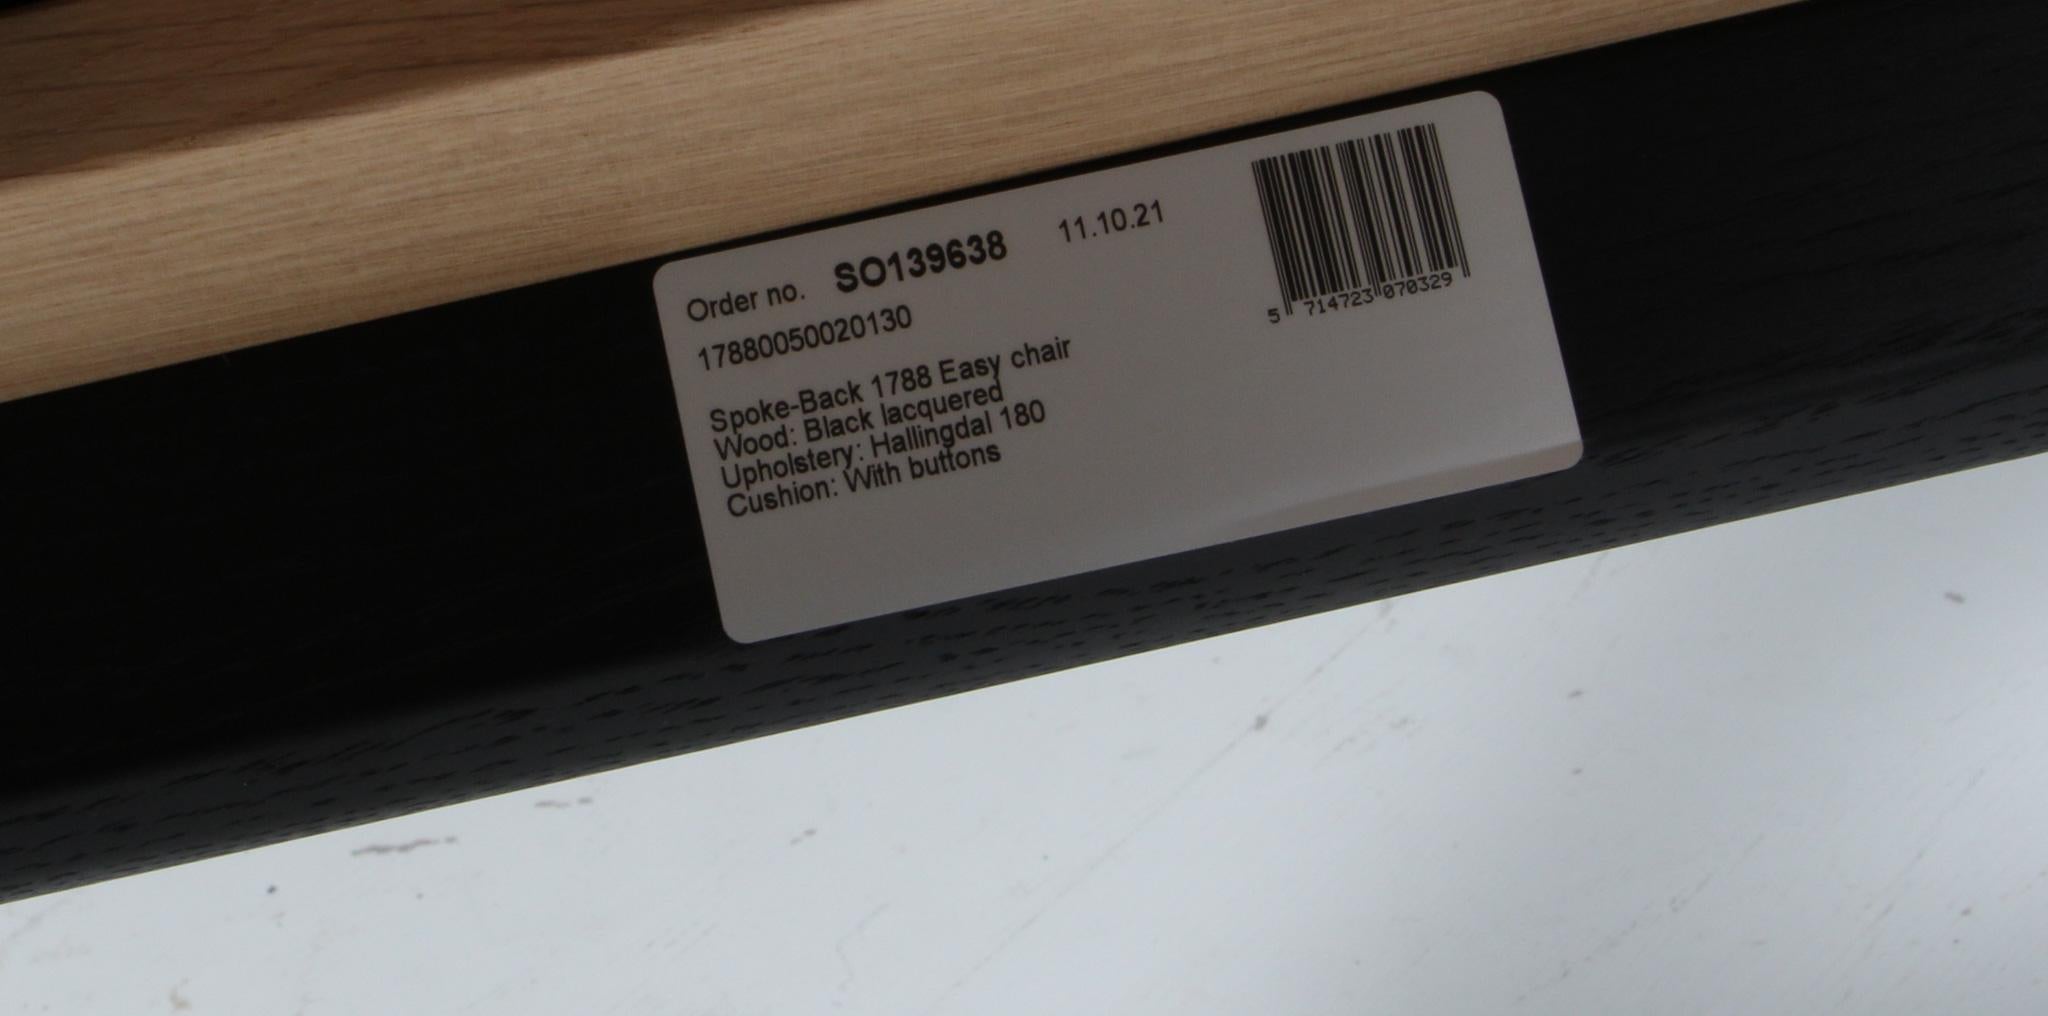 Order no. SO139638 11.10.21
17880050020130
Spoke-Back 1788 Easy chair
Wood: Black lacquered
Upholstery: Hallingdal 180
Cushion: With buttons
5 714723 070329